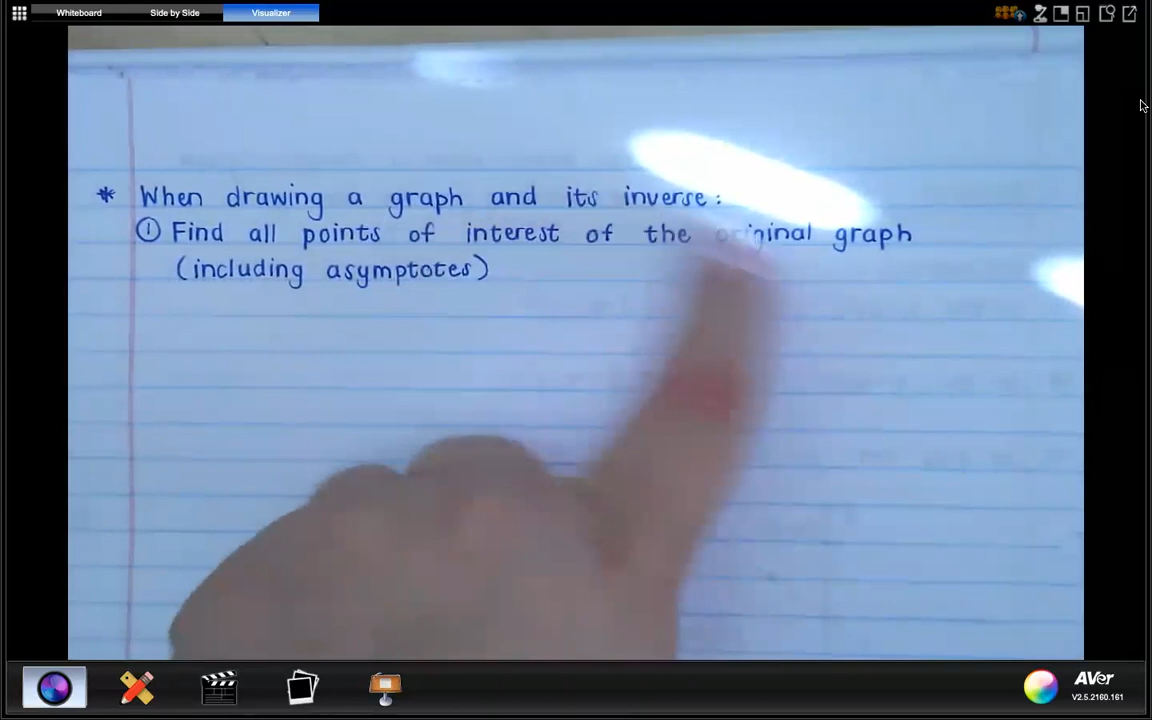 Whiteboard Side by Side Visualizer
* When drawing a graph and its inverse:
① Find all points of interest of the original graph
(including asymptotes)
AVer
V2.5.2160.161